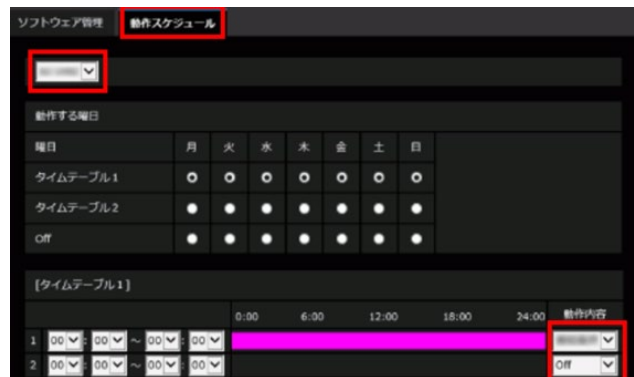 ソフトウェア管理 動作スケジュール
動作する曜日
曜日 月 火 水 木 金 土 日
タイムテーブル1
タイムテーブル2
Off
[タイムテーブル1]
0:00 6:00 12:00 18:00 24:00 動作内容
1 00 : 00 ~ 00 : 00
2 00 : 00 ~ 00 : 00 Off